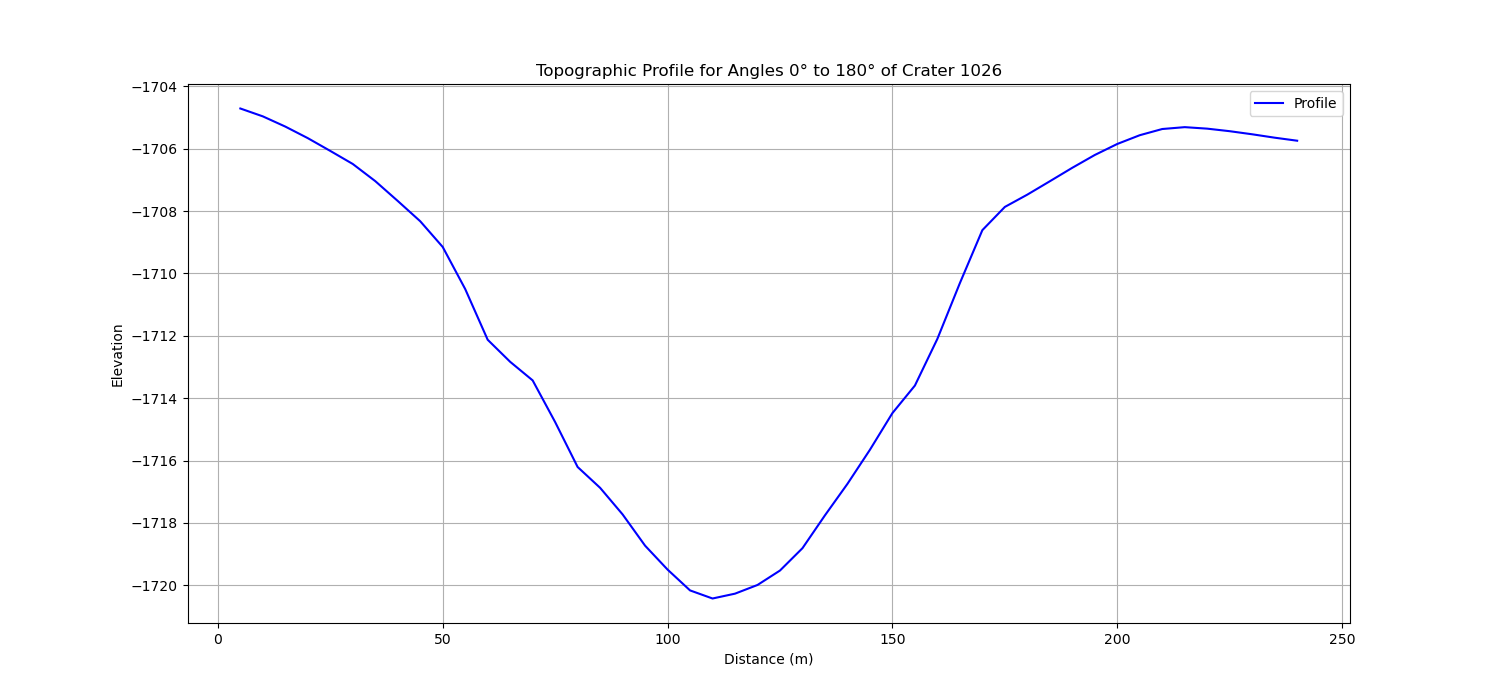 Topographic Profile for Angles 0° to 180° of Crater 1026
Profile
−1704
−1706
−1708
−1710
−1712
−1714
−1716
−1718
−1720
Elevation
0 50 100 150 200 250
Distance (m)